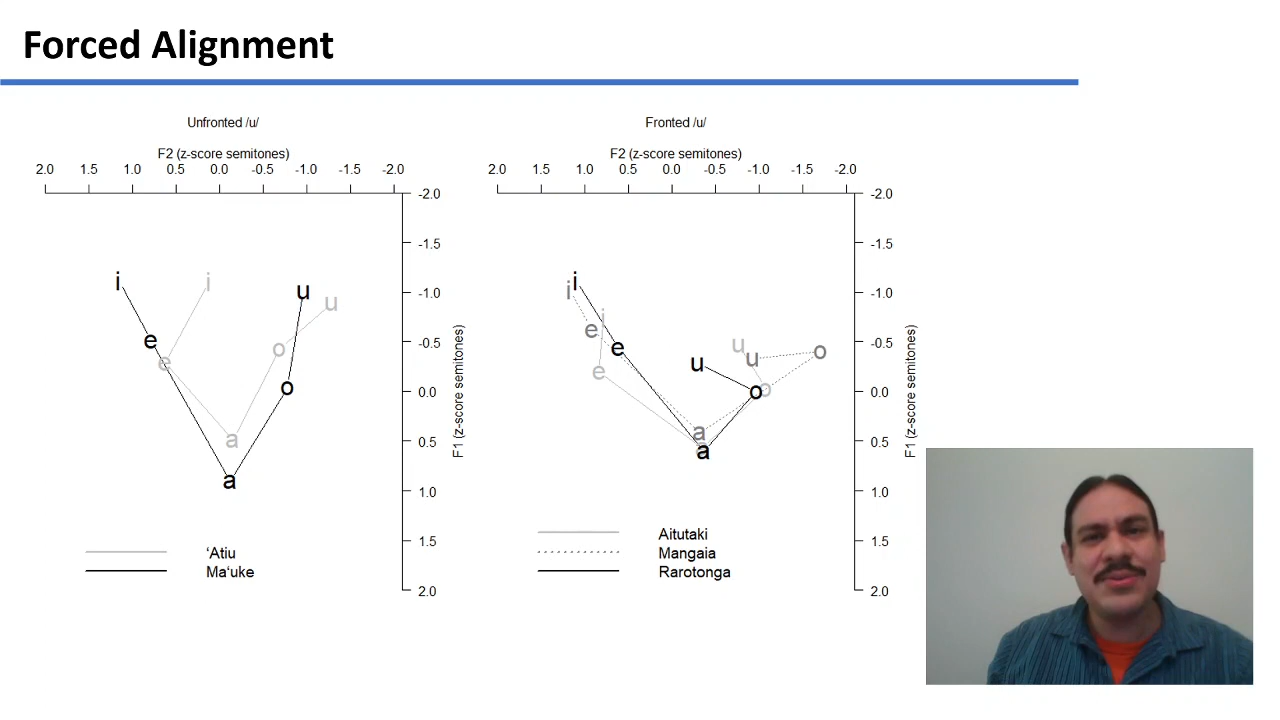 Forced Alignment
Unfronted /u/
F2 (z-score semitones)
2.0 1.5 1.0 0.5 0.0 -0.5 -1.0 -1.5 -2.0
-2.0
-1.5
-1.0
-0.5
0.0
0.5
1.0
1.5
2.0
F1 (z-score semitones)
i i u u
e e o o
a
a
ʻAtiu
Maʻuke
Fronted /u/
F2 (z-score semitones)
2.0 1.5 1.0 0.5 0.0 -0.5 -1.0 -1.5 -2.0
-2.0
-1.5
-1.0
-0.5
0.0
0.5
1.0
1.5
2.0
F1 (z-score semitones)
i i i
e e u u o
e u o o
a
a
Aitutaki
Mangaia
Rarotonga